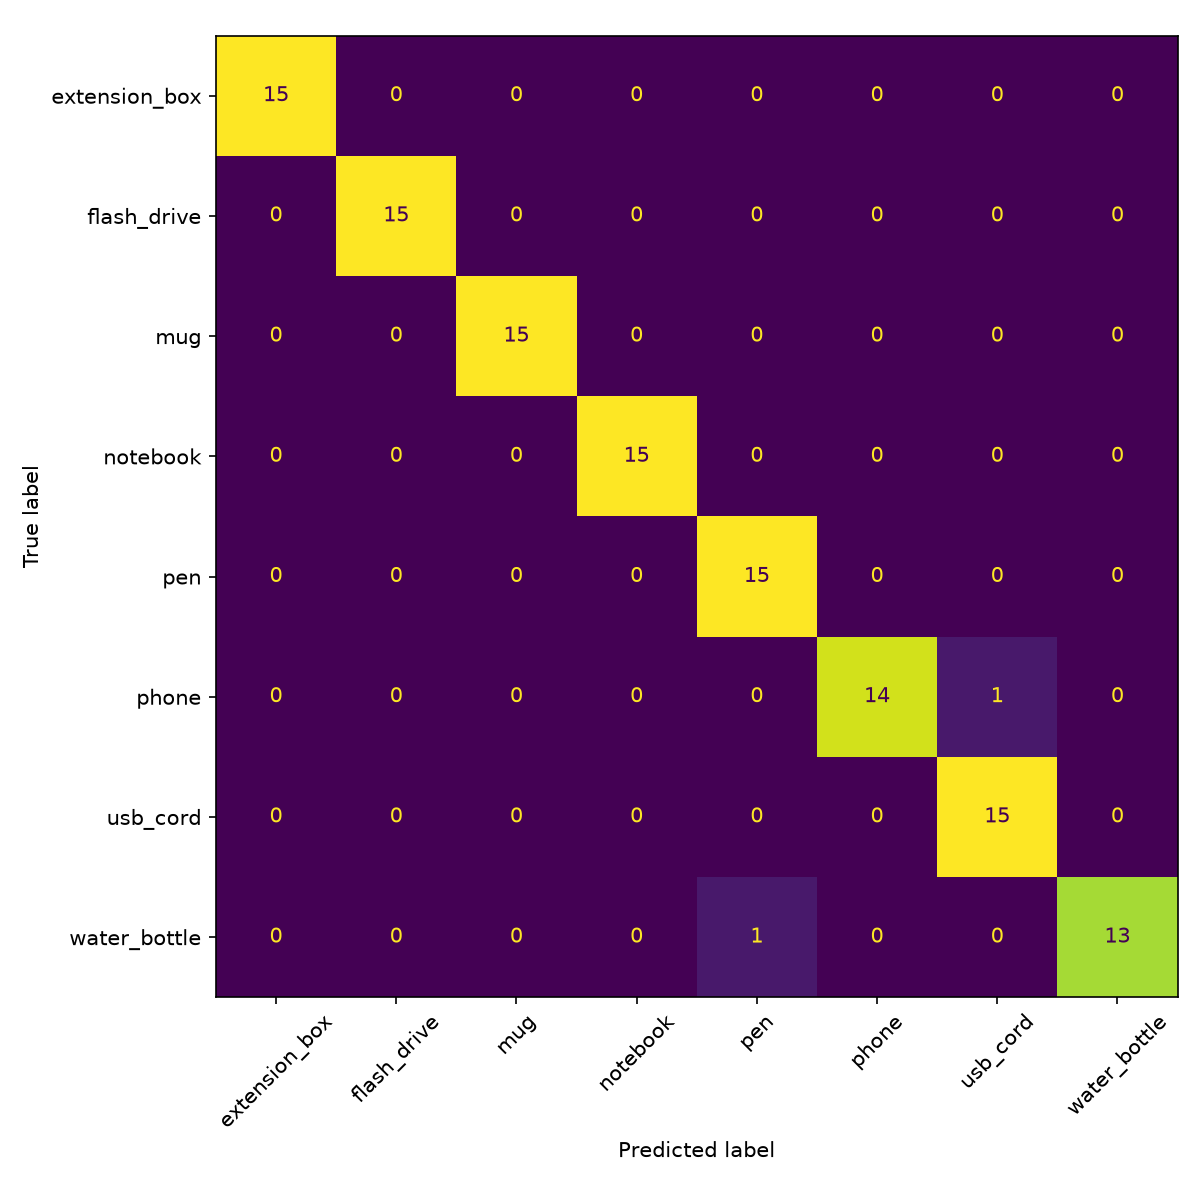 extension_box 15 0 0 0 0 0 0 0
flash_drive 0 15 0 0 0 0 0 0
mug 0 0 15 0 0 0 0 0
notebook 0 0 0 15 0 0 0 0
pen 0 0 0 0 15 0 0 0
phone 0 0 0 0 0 14 1 0
usb_cord 0 0 0 0 0 0 15 0
water_bottle 0 0 0 0 1 0 0 13
True label
extension_box flash_drive mug notebook pen phone usb_cord water_bottle
Predicted label